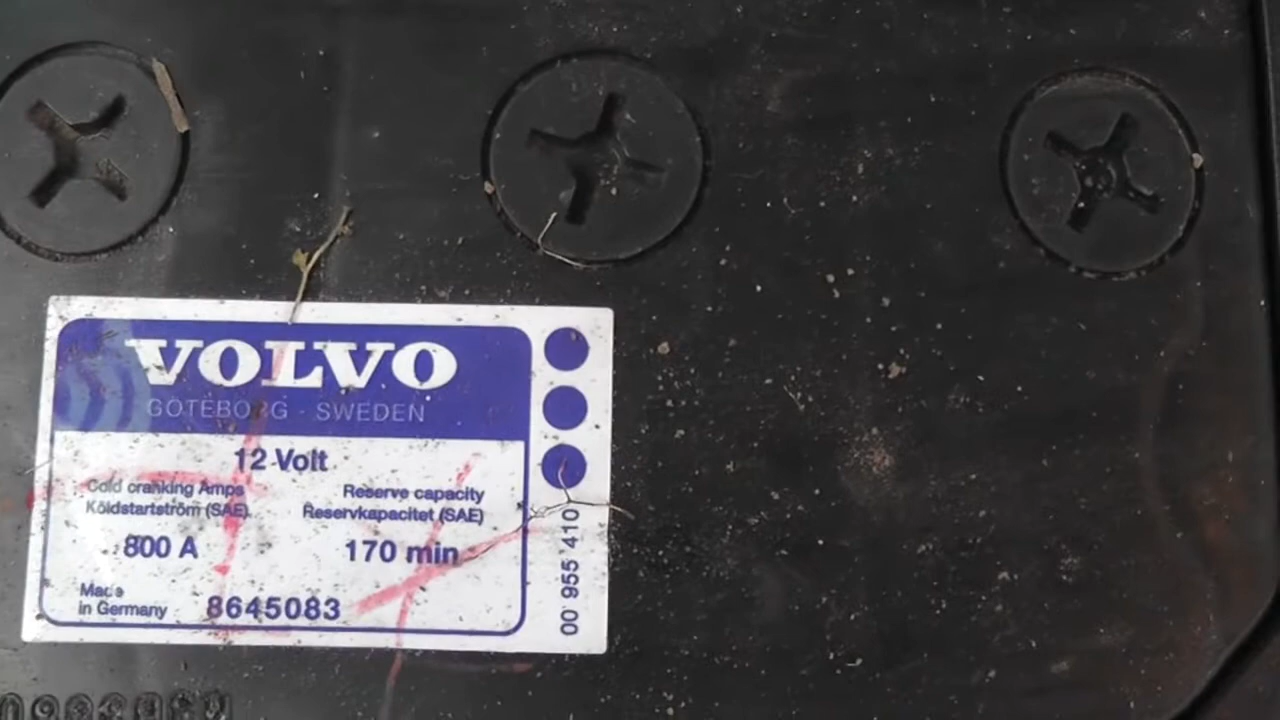 VOLVO
GÖTEBORG · SWEDEN
12 Volt
Cold cranking Amps
Köldstartström (SAE)
800 A
Reserve capacity
Reservkapacitet (SAE)
170 min
Made
in Germany
8645083
00 955 410